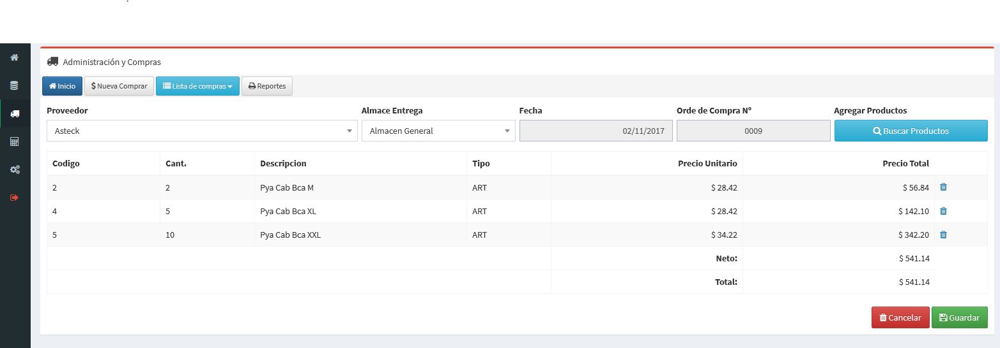 Administración y Compras
Inicio $ Nueva Comprar Lista de compras Reportes
Proveedor Almace Entrega Fecha Orde de Compra Nº Agregar Productos
Asteck Almacen General 02/11/2017 0009 Buscar Productos
Codigo Cant. Descripcion Tipo Precio Unitario Precio Total
2 2 Pya Cab Bca M ART $ 28.42 $ 56.84
4 5 Pya Cab Bca XL ART $ 28.42 $ 142.10
5 10 Pya Cab Bca XXL ART $ 34.22 $ 342.20
Neto: $ 541.14
Total: $ 541.14
Cancelar Guardar